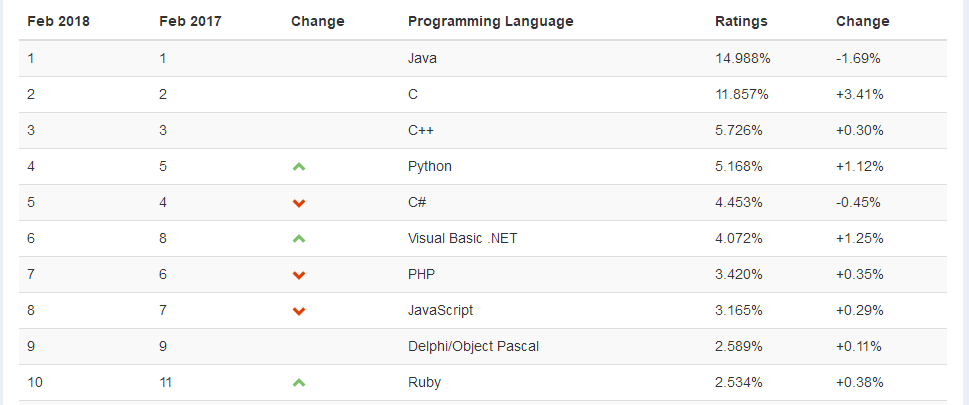 Feb 2018 Feb 2017 Change Programming Language Ratings Change
1 1 Java 14.988% -1.69%
2 2 C 11.857% +3.41%
3 3 C++ 5.726% +0.30%
4 5 Python 5.168% +1.12%
5 4 C# 4.453% -0.45%
6 8 Visual Basic .NET 4.072% +1.25%
7 6 PHP 3.420% +0.35%
8 7 JavaScript 3.165% +0.29%
9 9 Delphi/Object Pascal 2.589% +0.11%
10 11 Ruby 2.534% +0.38%